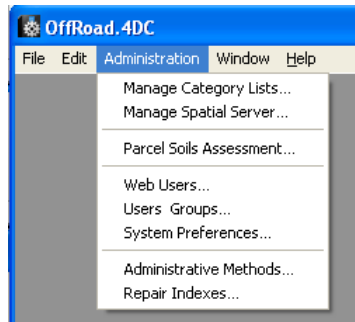 OffRoad.4DC
File Edit Administration Window Help
Manage Category Lists...
Manage Spatial Server...
Parcel Soils Assessment...
Web Users...
Users Groups...
System Preferences...
Administrative Methods...
Repair Indexes...